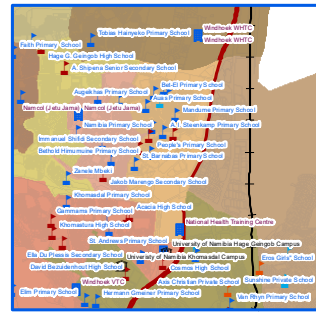 Tobias Hainyeko Primary School
Windhoek WHTC
Windhoek WHTC
Faith Primary School
Hage G. Geingob High School
A. Shipena Senior Secondary School
Bel-El Primary School
Augeikhas Primary School
Auas Primary School
Namcol (Jetu Jama)
Namcol (Jetu Jama)
Mandume Primary School
Namibia Primary School
A. I. Steenkamp Primary School
Immanuel Shifidi Secondary School
People's Primary School
Bethold Himumuine Primary School
St. Barnabas Primary School
Zanele Mbeki
Jakob Marengo Secondary School
Khomasdal Primary School
Gammams Primary School
Acacia High School
Khomastura High School
National Health Training Centre
St. Andrews Primary School
University of Namibia Hage Geingob Campus
Ella Du Plessis Secondary School
University of Namibia Khomasdal Campus
Eros Girls" School
David Bezuidenhout High School
Cosmos High School
Windhoek VTC
Axis Christian Private School
Sunshine Private School
Elim Primary School
Hermann Gmeiner Primary School
Van Rhyn Primary School